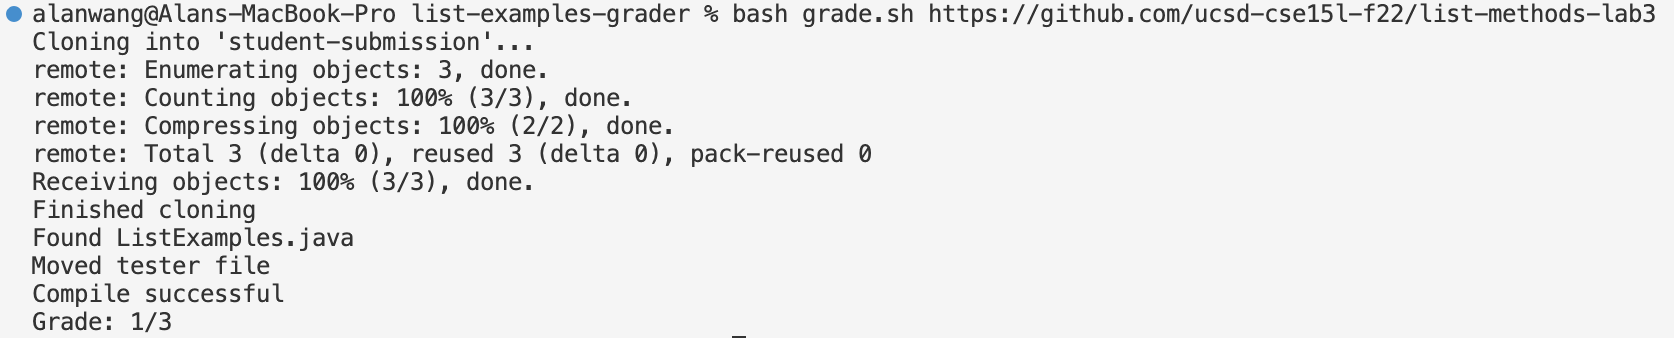 alanwang@Alans-MacBook-Pro list-examples-grader % bash grade.sh https://github.com/ucsd-cse15l-f22/list-methods-lab3
Cloning into 'student-submission'...
remote: Enumerating objects: 3, done.
remote: Counting objects: 100% (3/3), done.
remote: Compressing objects: 100% (2/2), done.
remote: Total 3 (delta 0), reused 3 (delta 0), pack-reused 0
Receiving objects: 100% (3/3), done.
Finished cloning
Found ListExamples.java
Moved tester file
Compile successful
Grade: 1/3